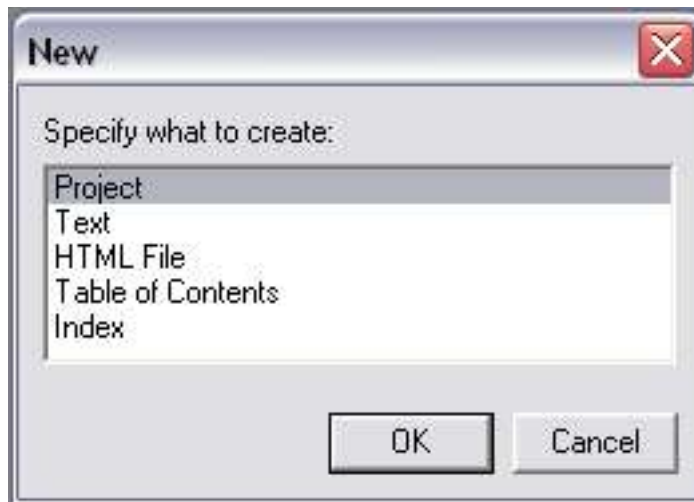 New
Specify what to create:
Project
Text
HTML File
Table of Contents
Index
OK Cancel